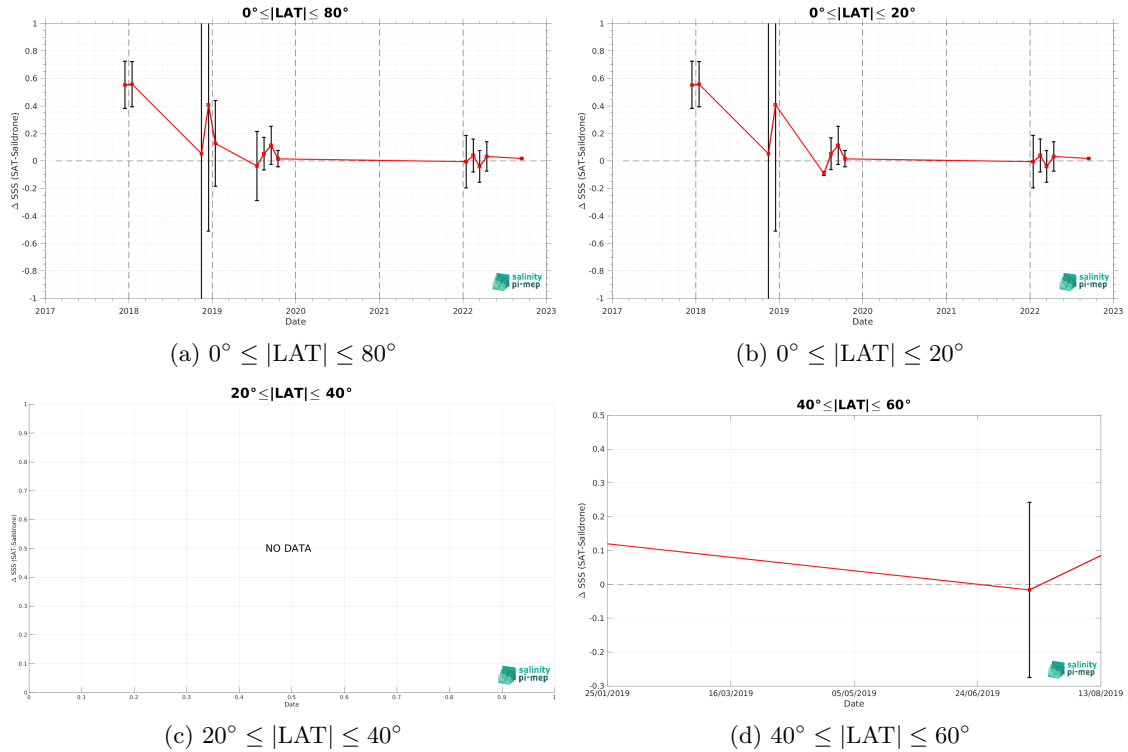 0°≤|LAT|≤ 80°
1
0.8
0.6
0.4
0.2
0
-0.2
-0.4
-0.6
-0.8
-1
Δ SSS (SAT-Saildrone)
2017 2018 2019 2020 2021 2022 2023
Date
salinity
pi-mep
(a) 0° ≤ |LAT| ≤ 80°
0°≤|LAT|≤ 20°
1
0.8
0.6
0.4
0.2
0
-0.2
-0.4
-0.6
-0.8
-1
Δ SSS (SAT-Saildrone)
2017 2018 2019 2020 2021 2022 2023
Date
salinity
pi-mep
(b) 0° ≤ |LAT| ≤ 20°
20°≤|LAT|≤ 40°
1
0.9
0.8
0.7
0.6
0.5
0.4
0.3
0.2
0.1
0
Δ SSS (SAT-Saildrone)
NO DATA
0 0.1 0.2 0.3 0.4 0.5 0.6 0.7 0.8 0.9 1
Date
salinity
pi-mep
(c) 20° ≤ |LAT| ≤ 40°
40°≤|LAT|≤ 60°
0.5
0.4
0.3
0.2
0.1
0
-0.1
-0.2
-0.3
Δ SSS (SAT-Saildrone)
25/01/2019 16/03/2019 05/05/2019 24/06/2019 13/08/2019
Date
salinity
pi-mep
(d) 40° ≤ |LAT| ≤ 60°